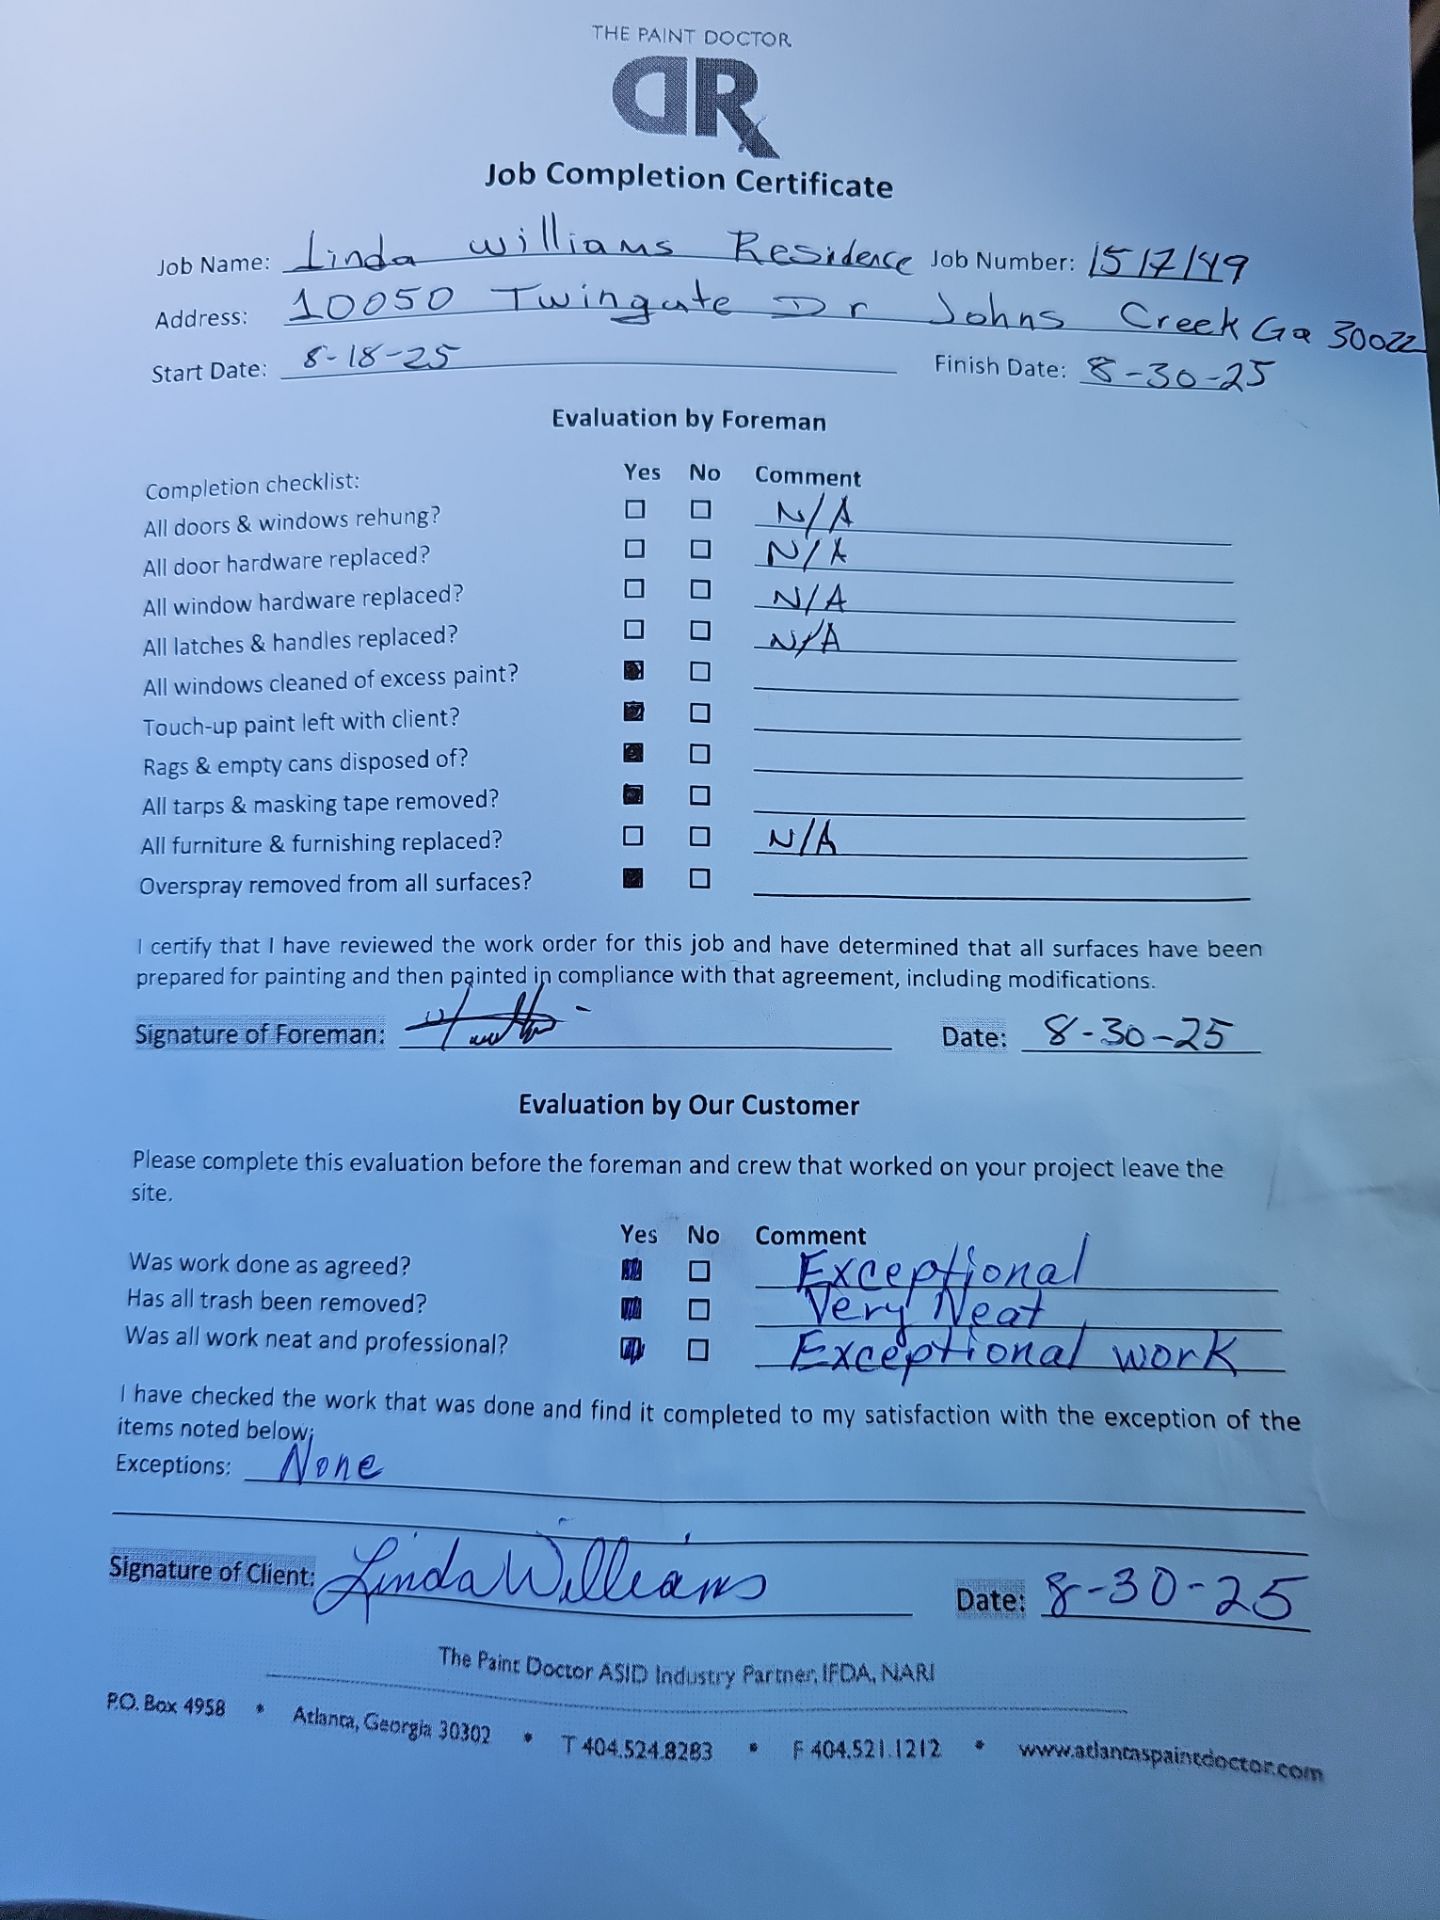 THE PAINT DOCTOR
DR
Job Completion Certificate
Job Name: Linda Williams Residence Job Number:
Address: 10050 Twingate Dr Johns Creek Ga 30022
Start Date: 8-18-25 Finish Date: 8-30-25
Evaluation by Foreman
Completion checklist: Yes No Comment
All doors & windows rehung? N/A
All door hardware replaced? N/A
All window hardware replaced? N/A
All latches & handles replaced? N/A
All windows cleaned of excess paint?
Touch-up paint left with client?
Rags & empty cans disposed of?
All tarps & masking tape removed?
All furniture & furnishing replaced? N/A
Overspray removed from all surfaces?
I certify that I have reviewed the work order for this job and have determined that all surfaces have been
prepared for painting and then painted in compliance with that agreement, including modifications.
Signature of Foreman: Date: 8-30-25
Evaluation by Our Customer
Please complete this evaluation before the foreman and crew that worked on your project leave the
site.
Yes No Comment
Was work done as agreed? Exceptional
Has all trash been removed? Very Neat
Was all work neat and professional? Exceptional work
I have checked the work that was done and find it completed to my satisfaction with the exception of the
items noted below;
Exceptions: None
Signature of Client: Linda Williams Date: 8-30-25
The Paint Doctor ASID Industry Partner, IFDA, NARI
P.O. Box 4958 • Atlanta, Georgia 30302 • T 404.524.8283 • F 404.521.1212 • www.atlantaspaintdoctor.com